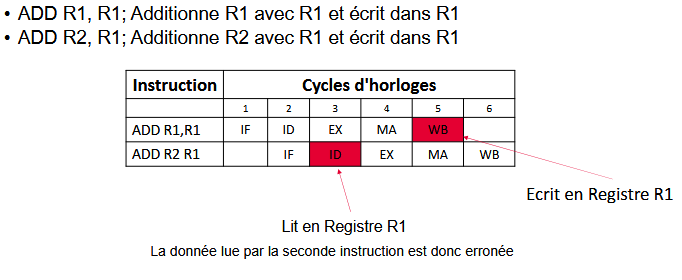 • ADD R1, R1; Additionne R1 avec R1 et écrit dans R1
• ADD R2, R1; Additionne R2 avec R1 et écrit dans R1
Instruction Cycles d'horloges
1 2 3 4 5 6
ADD R1,R1 IF ID EX MA WB
ADD R2 R1 IF ID EX MA WB
Ecrit en Registre R1
Lit en Registre R1
La donnée lue par la seconde instruction est donc erronée